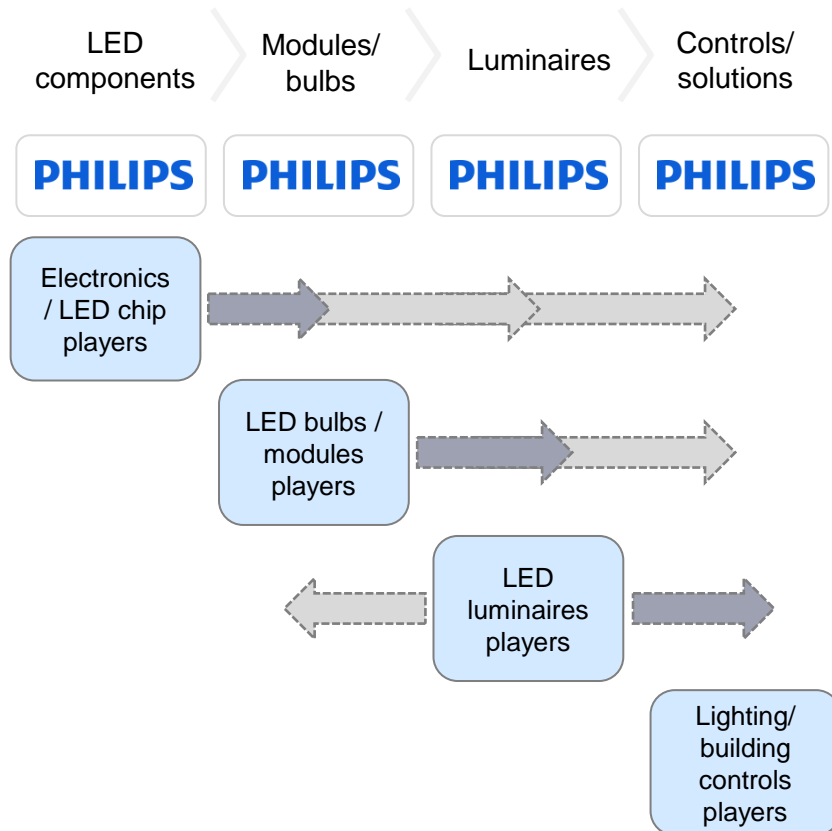 LED
components
Modules/
bulbs
Luminaires
Controls/
solutions
PHILIPS
PHILIPS
PHILIPS
PHILIPS
Electronics
/ LED chip
players
LED bulbs /
modules
players
LED
luminaires
players
Lighting/
building
controls
players